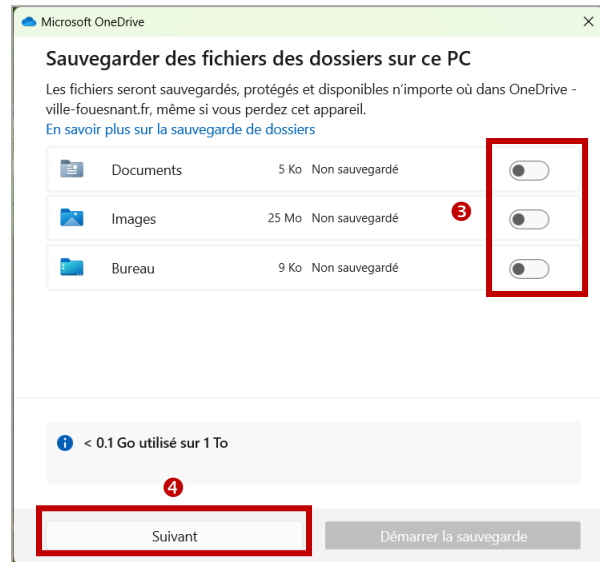 Microsoft OneDrive
Sauvegarder des fichiers des dossiers sur ce PC
Les fichiers seront sauvegardés, protégés et disponibles n'importe où dans OneDrive -
ville-fouesnant.fr, même si vous perdez cet appareil.
En savoir plus sur la sauvegarde de dossiers
Documents 5 Ko Non sauvegardé
Images 25 Mo Non sauvegardé ❸
Bureau 9 Ko Non sauvegardé
< 0.1 Go utilisé sur 1 To
❹
Suivant Démarrer la sauvegarde